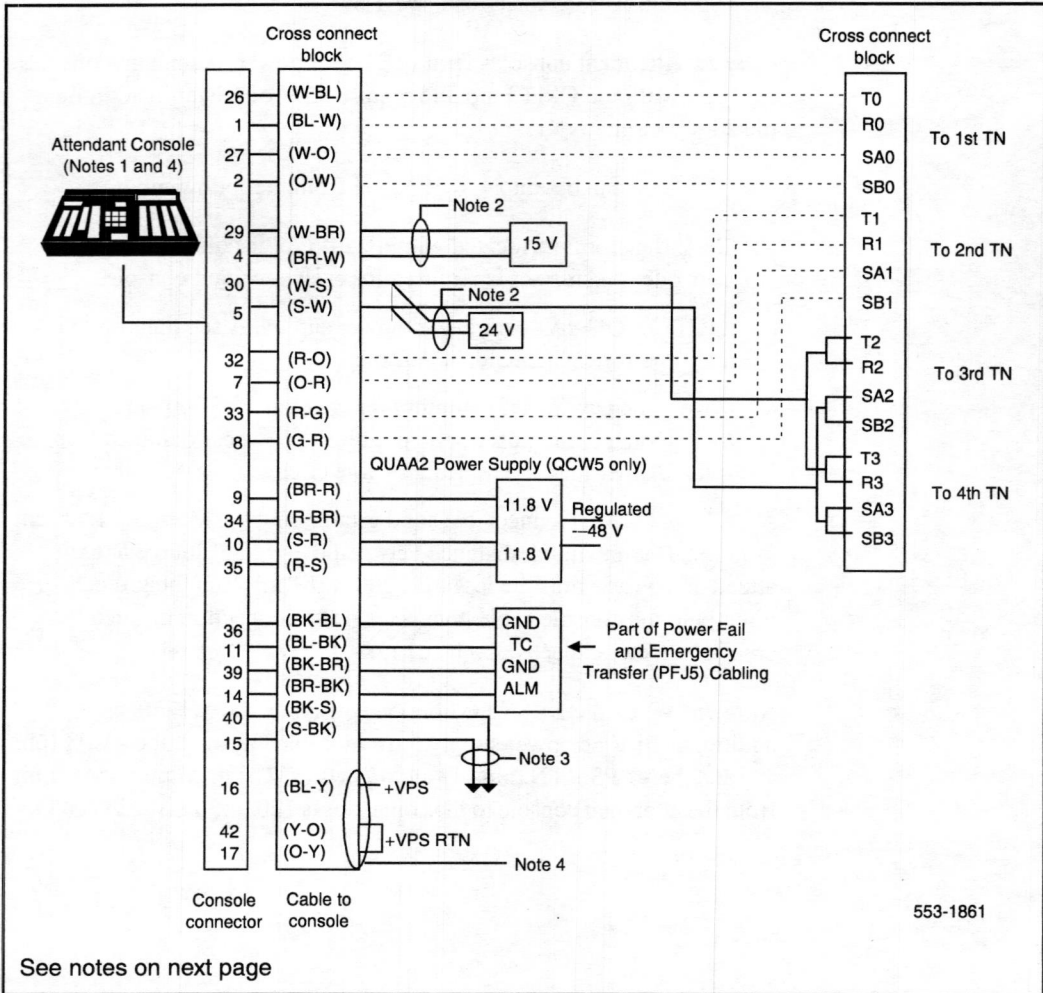 Cross connect
block
Cross connect
block
Attendant Console
(Notes 1 and 4)
26 (W-BL)
1 (BL-W)
27 (W-O)
2 (O-W)
29 (W-BR)
4 (BR-W)
30 (W-S)
5 (S-W)
32 (R-O)
7 (O-R)
33 (R-G)
8 (G-R)
9 (BR-R)
34 (R-BR)
10 (S-R)
35 (R-S)
36 (BK-BL)
11 (BL-BK)
39 (BK-BR)
14 (BR-BK)
40 (BK-S)
15 (S-BK)
16 (BL-Y)
42 (Y-O)
17 (O-Y)
Note 2
15 V
Note 2
24 V
QUAA2 Power Supply (QCW5 only)
11.8 V
11.8 V
Regulated
-48 V
GND
TC
GND
ALM
Part of Power Fail
and Emergency
Transfer (PFJ5) Cabling
Note 3
+VPS
+VPS RTN
Note 4
T0
R0
SA0
SB0
To 1st TN
T1
R1
SA1
SB1
To 2nd TN
T2
R2
SA2
SB2
To 3rd TN
T3
R3
SA3
SB3
To 4th TN
Console
connector
Cable to
console
553-1861
See notes on next page